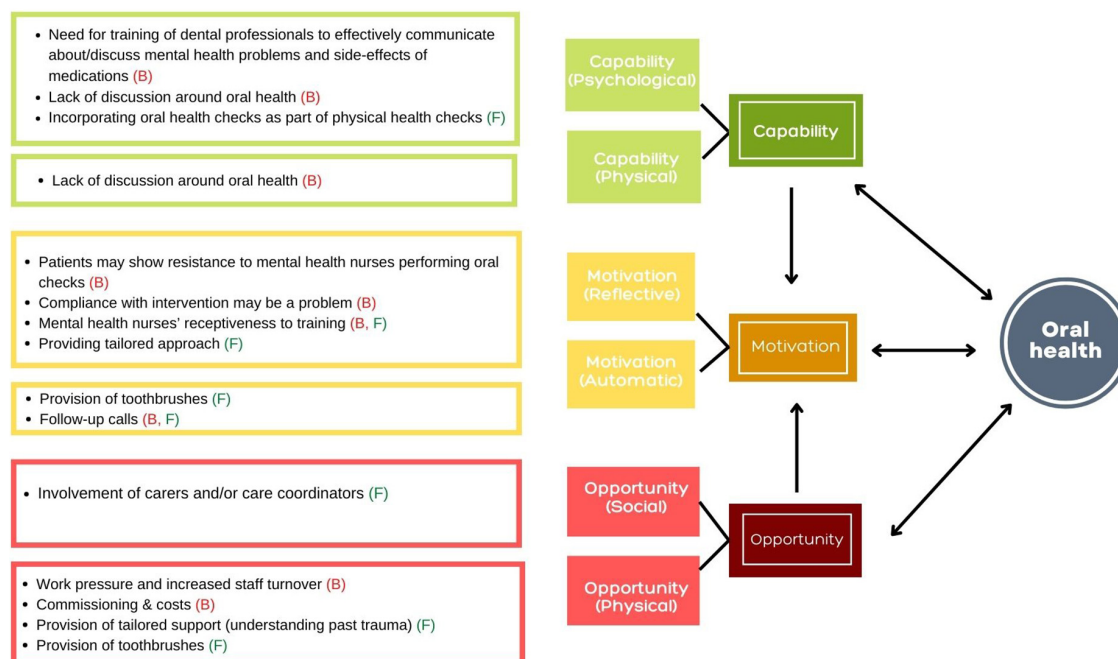 • Need for training of dental professionals to effectively communicate
about/discuss mental health problems and side-effects of
medications (B)
• Lack of discussion around oral health (B)
• Incorporating oral health checks as part of physical health checks (F)
• Lack of discussion around oral health (B)
• Patients may show resistance to mental health nurses performing oral
checks (B)
• Compliance with intervention may be a problem (B)
• Mental health nurses’ receptiveness to training (B, F)
• Providing tailored approach (F)
• Provision of toothbrushes (F)
• Follow-up calls (B, F)
• Involvement of carers and/or care coordinators (F)
• Work pressure and increased staff turnover (B)
• Commissioning & costs (B)
• Provision of tailored support (understanding past trauma) (F)
• Provision of toothbrushes (F)
Capability
(Psychological)
Capability
(Physical)
Capability
Motivation
(Reflective)
Motivation
(Automatic)
Motivation
Opportunity
(Social)
Opportunity
(Physical)
Opportunity
Oral
health